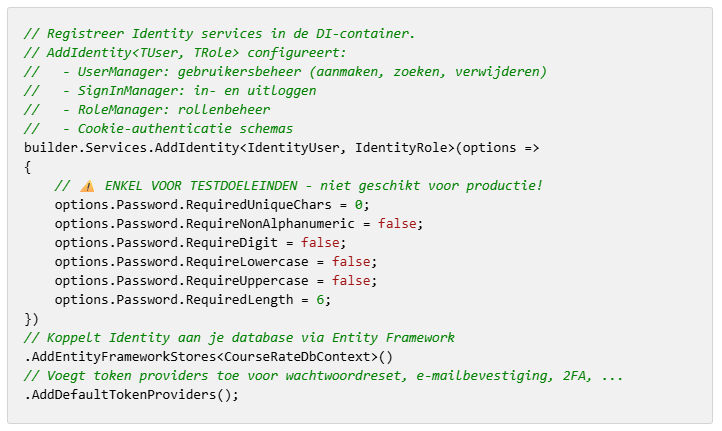 // Registreer Identity services in de DI-container.
// AddIdentity<TUser, TRole> configureert:
//   - UserManager: gebruikersbeheer (aanmaken, zoeken, verwijderen)
//   - SignInManager: in- en uitloggen
//   - RoleManager: rollenbeheer
//   - Cookie-authenticatie schemas
builder.Services.AddIdentity<IdentityUser, IdentityRole>(options =>
{
    // ⚠️ ENKEL VOOR TESTDOELEINDEN - niet geschikt voor productie!
    options.Password.RequiredUniqueChars = 0;
    options.Password.RequireNonAlphanumeric = false;
    options.Password.RequireDigit = false;
    options.Password.RequireLowercase = false;
    options.Password.RequireUppercase = false;
    options.Password.RequiredLength = 6;
})
// Koppelt Identity aan je database via Entity Framework
.AddEntityFrameworkStores<CourseRateDbContext>()
// Voegt token providers toe voor wachtwoordreset, e-mailbevestiging, 2FA, ...
.AddDefaultTokenProviders();